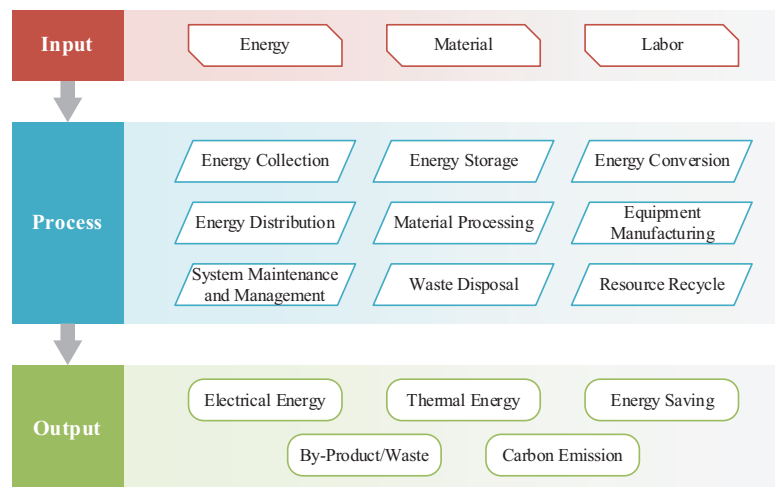 Input
Energy
Material
Labor
Process
Energy Collection
Energy Storage
Energy Conversion
Energy Distribution
Material Processing
Equipment
Manufacturing
System Maintenance
and Management
Waste Disposal
Resource Recycle
Output
Electrical Energy
Thermal Energy
Energy Saving
By-Product/Waste
Carbon Emission